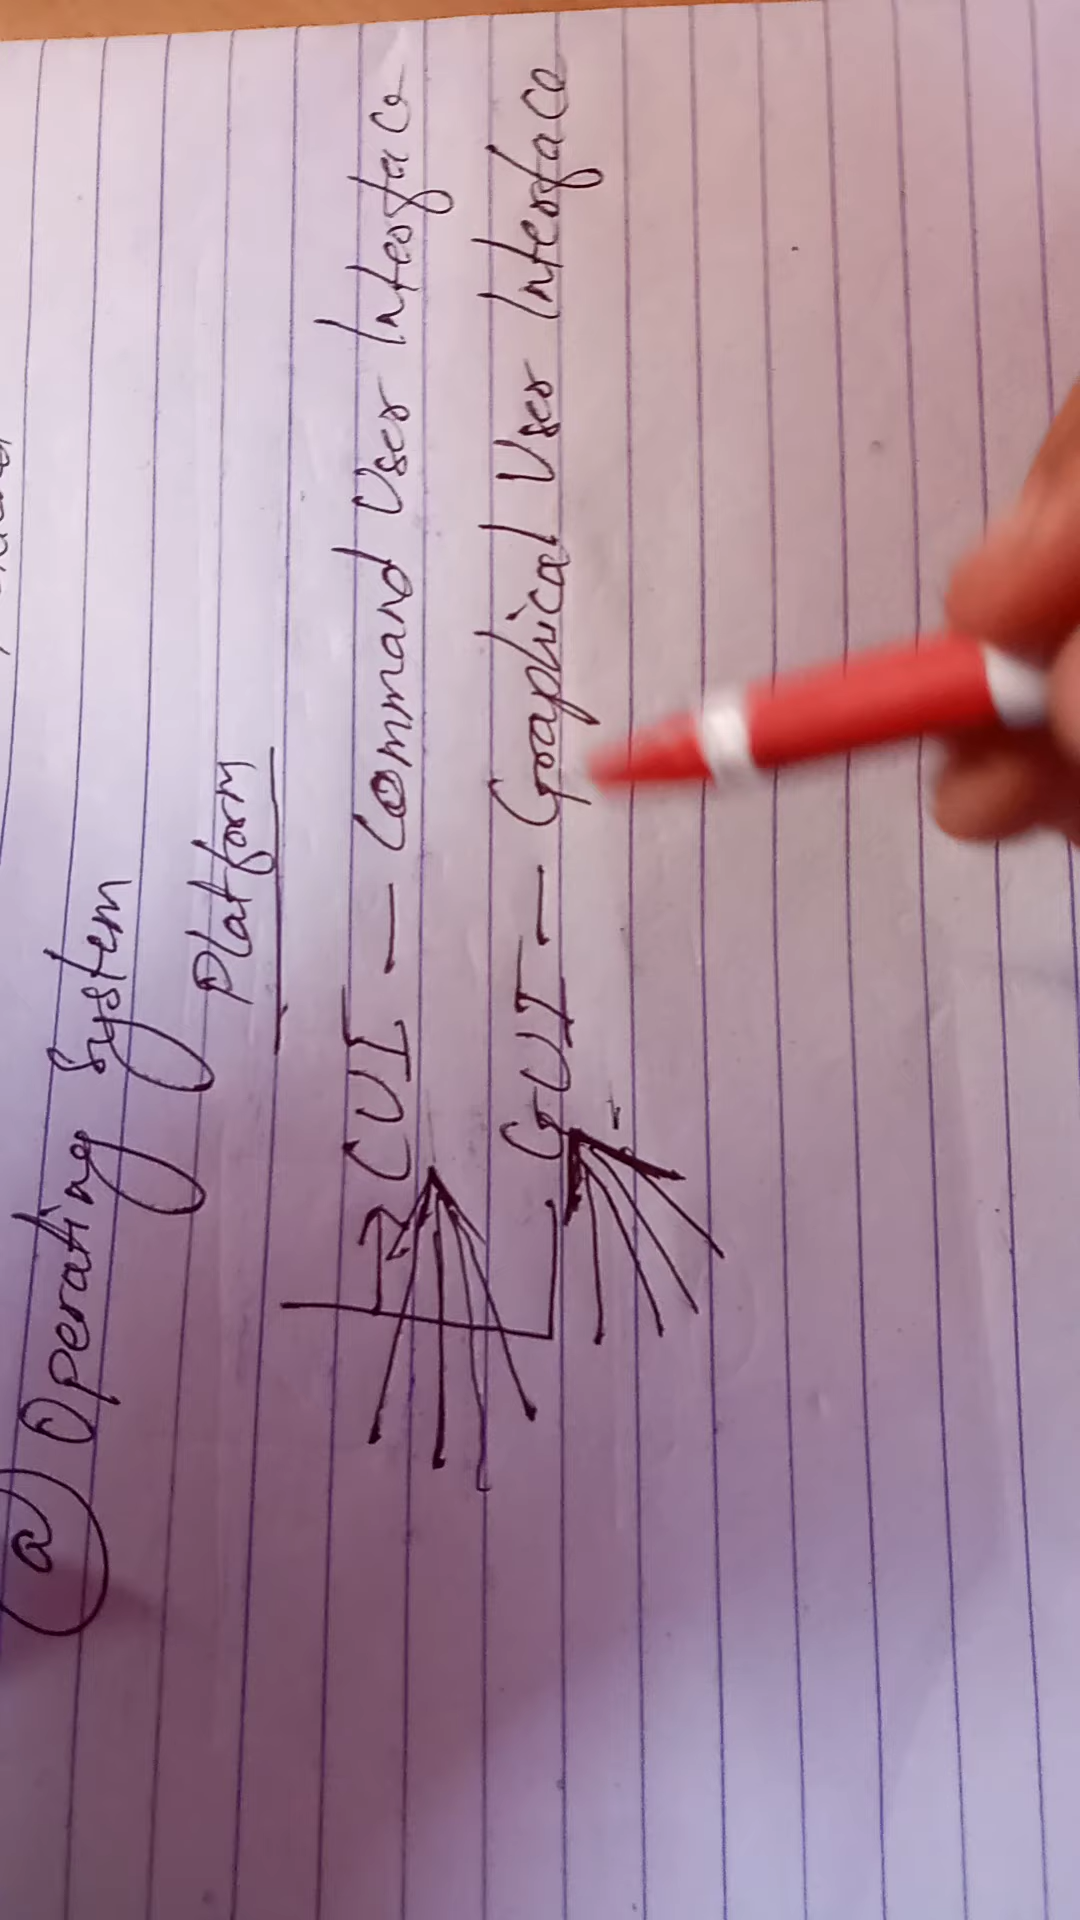 a Operating System
Platform
CUI - Command User Interface
GUI - Graphical User Interface